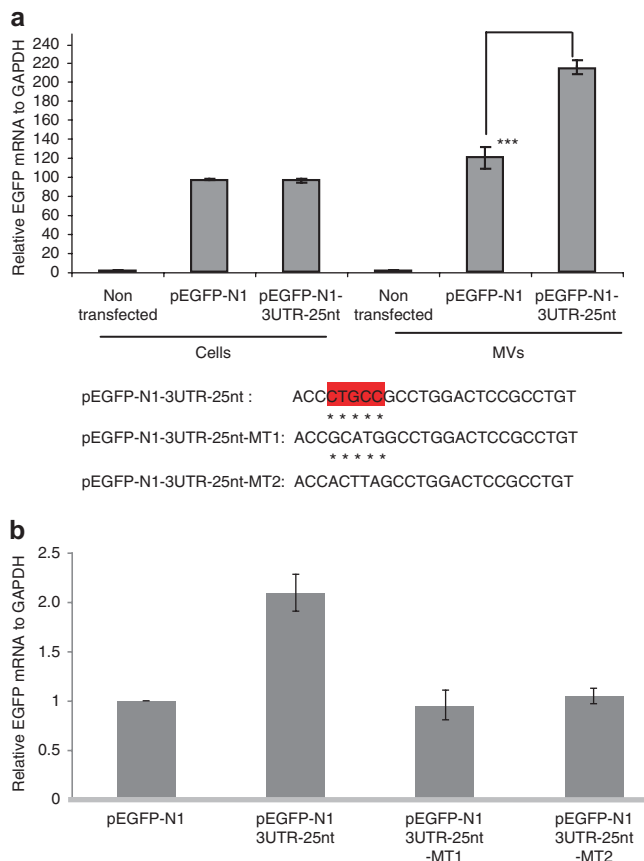 a
Relative EGFP mRNA to GAPDH
240
220
200
180
160
140
120
100
80
60
40
20
0
***
Non transfected
pEGFP-N1
pEGFP-N1-3UTR-25nt
Non transfected
pEGFP-N1
pEGFP-N1-3UTR-25nt
Cells
MVs
pEGFP-N1-3UTR-25nt : ACCCTGCCGCCTGGACTCCGCCTGT
* * * * *
pEGFP-N1-3UTR-25nt-MT1: ACCGCATGGCCTGGACTCCGCCTGT
* * * * *
pEGFP-N1-3UTR-25nt-MT2: ACCACTTAGCCTGGACTCCGCCTGT
b
Relative EGFP mRNA to GAPDH
2.5
2.0
1.5
1
0.5
0
pEGFP-N1
pEGFP-N1
3UTR-25nt
pEGFP-N1
3UTR-25nt
-MT1
pEGFP-N1
3UTR-25nt
-MT2